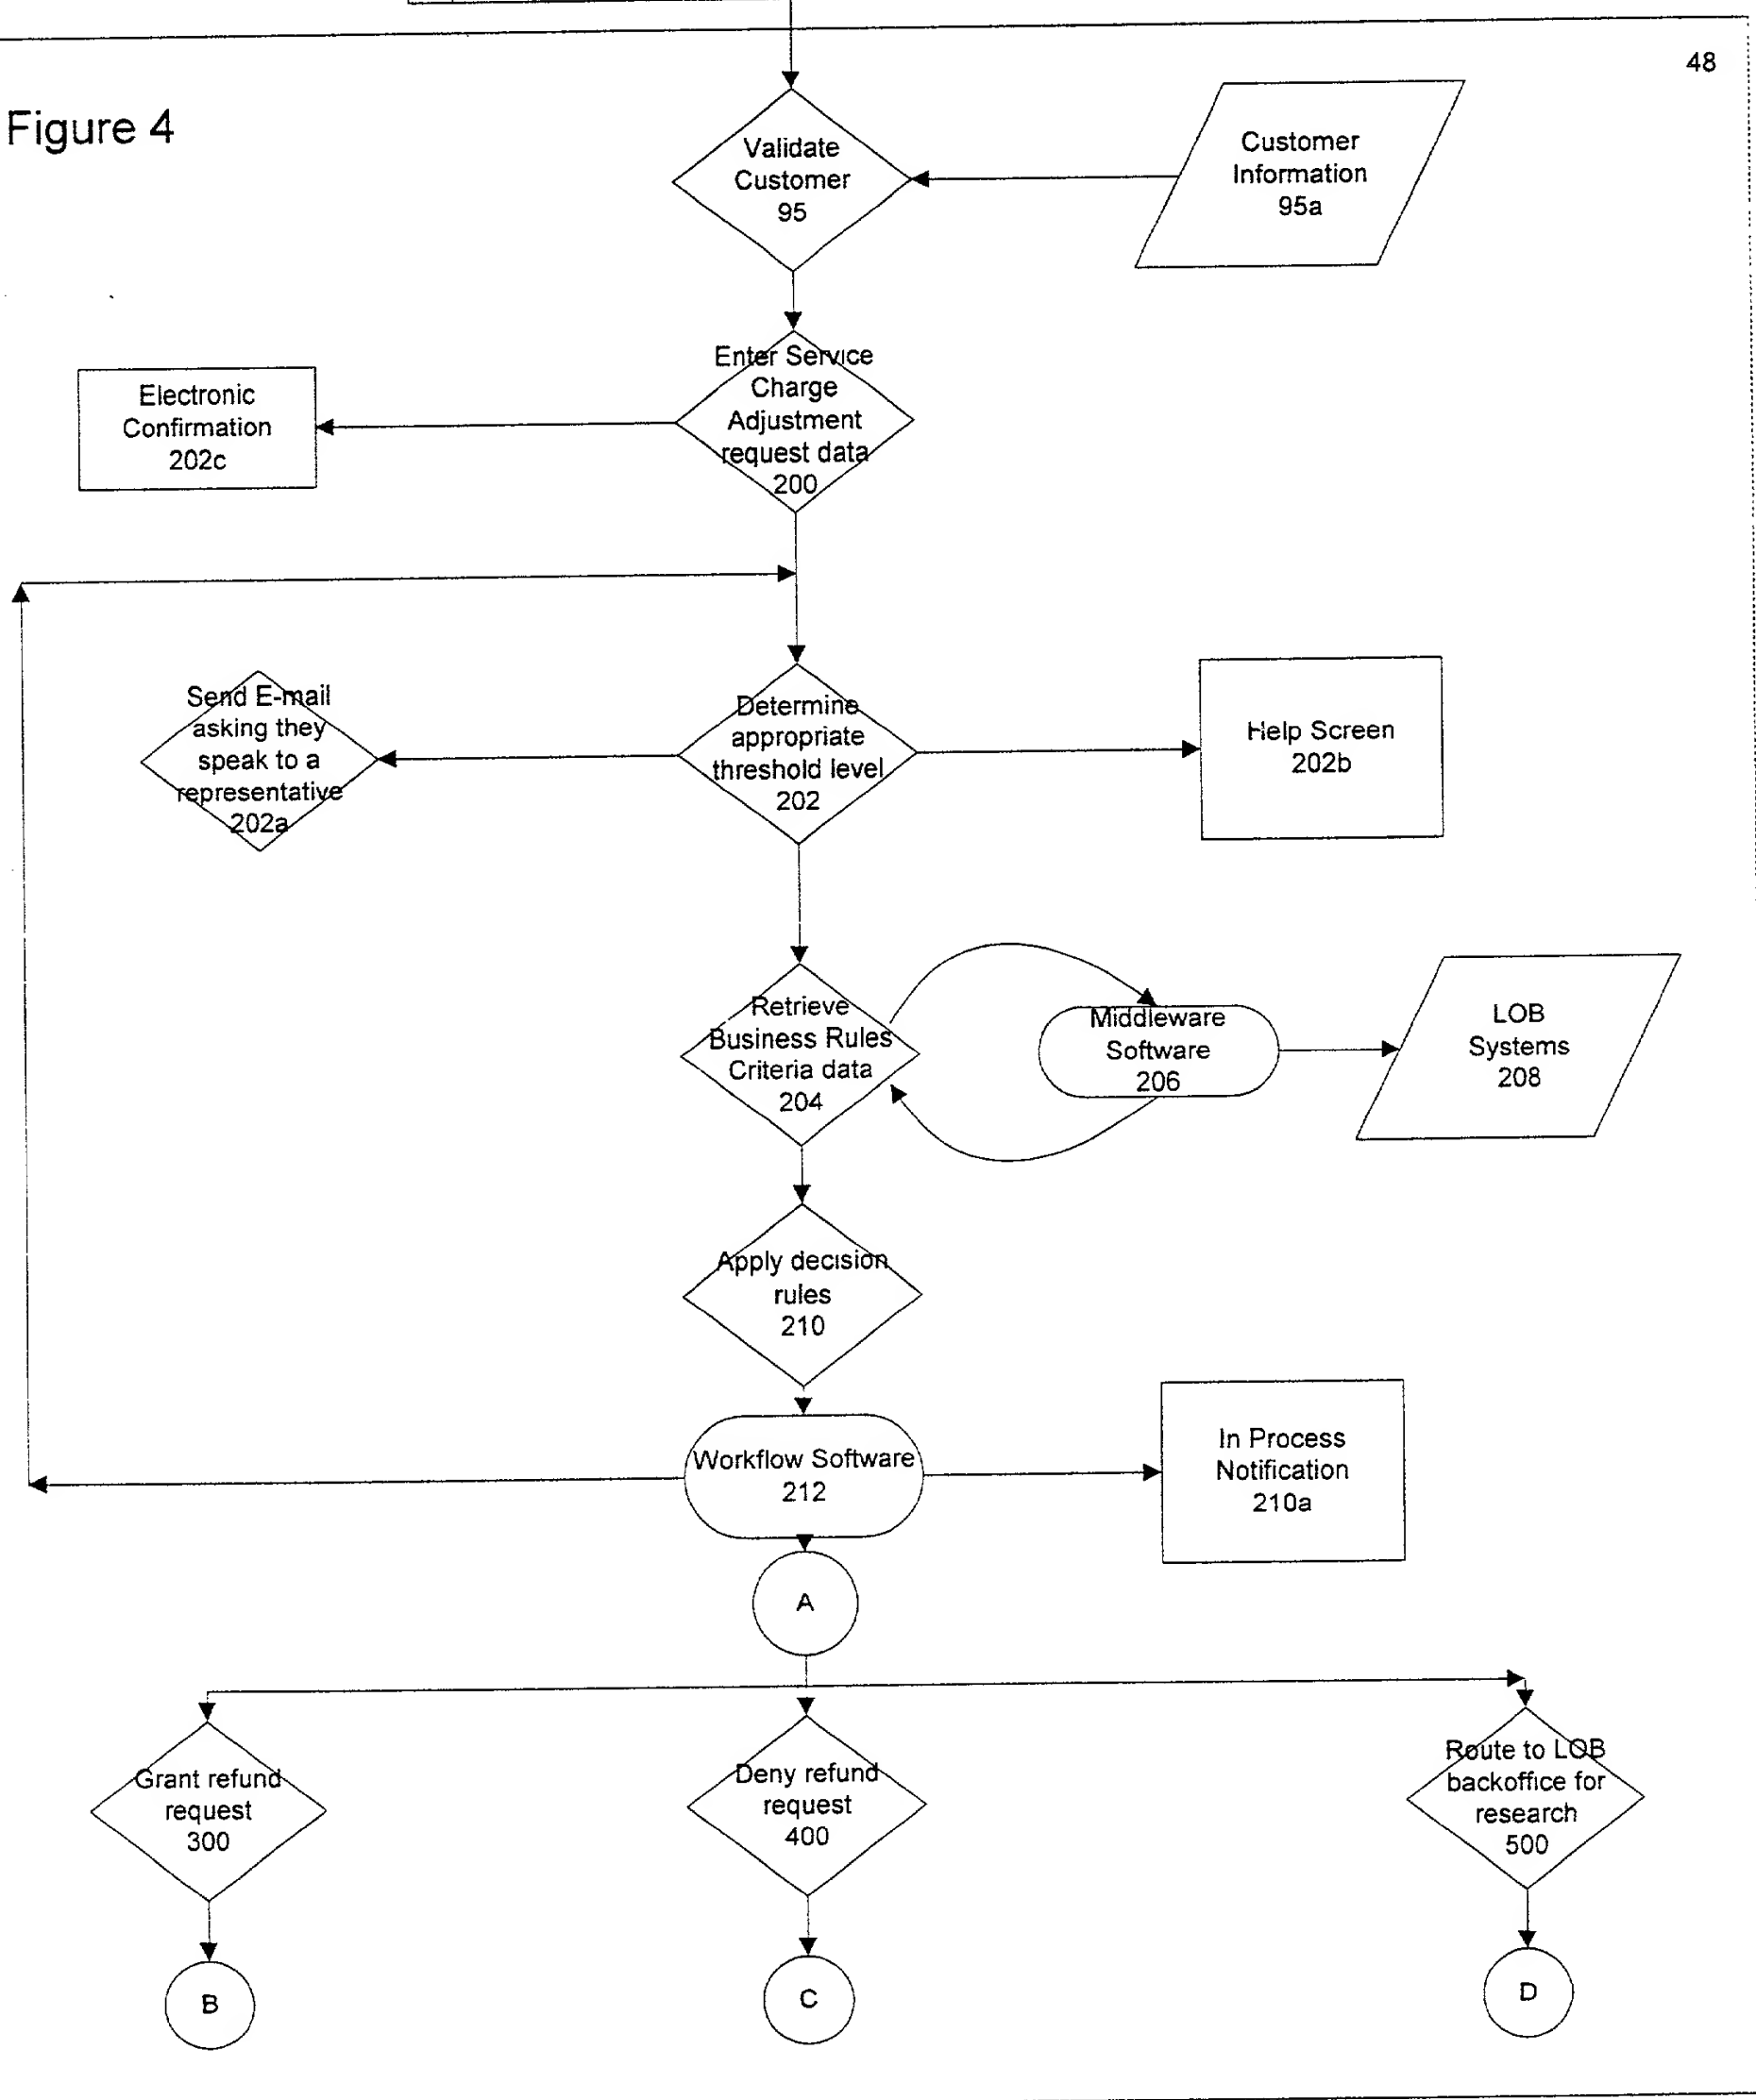 48
Figure 4
Validate
Customer
95
Customer
Information
95a
Enter Service
Charge
Adjustment
request data
200
Electronic
Confirmation
202c
Send E-mail
asking they
speak to a
representative
202a
Determine
appropriate
threshold level
202
Help Screen
202b
Retrieve
Business Rules
Criteria data
204
Middleware
Software
206
LOB
Systems
208
Apply decision
rules
210
Workflow Software
212
In Process
Notification
210a
A
Grant refund
request
300
Deny refund
request
400
Route to LOB
backoffice for
research
500
B
C
D